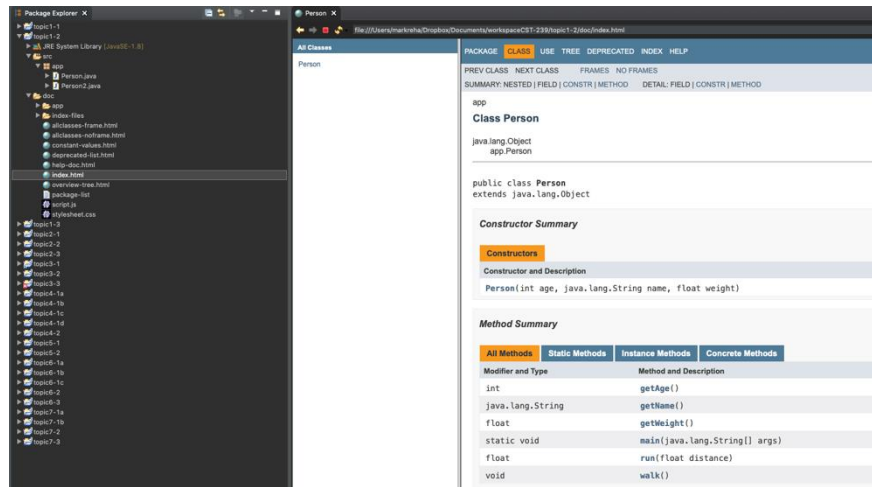 Package Explorer
topic1-1
topic1-2
JRE System Library [JavaSE-1.8]
src
app
Person.java
Person2.java
doc
app
index-files
allclasses-frame.html
allclasses-noframe.html
constant-values.html
deprecated-list.html
help-doc.html
index.html
overview-tree.html
package-list
script.js
stylesheet.css
topic1-3
topic2-1
topic2-2
topic2-3
topic3-1
topic3-2
topic3-3
topic4-1a
topic4-1b
topic4-1c
topic4-1d
topic4-2
topic5-1
topic5-2
topic6-1a
topic6-1b
topic6-1c
topic6-2
topic6-3
topic7-1a
topic7-1b
topic7-2
topic7-3
Person
file:///Users/markreha/Dropbox/Documents/workspaceCST-239/topic1-2/doc/index.html
All Classes
Person
PACKAGE CLASS USE TREE DEPRECATED INDEX HELP
PREV CLASS NEXT CLASS FRAMES NO FRAMES
SUMMARY: NESTED | FIELD | CONSTR | METHOD DETAIL: FIELD | CONSTR | METHOD
app
Class Person
java.lang.Object
app.Person
public class Person
extends java.lang.Object
Constructor Summary
Constructors
Constructor and Description
Person(int age, java.lang.String name, float weight)
Method Summary
All Methods Static Methods Instance Methods Concrete Methods
Modifier and Type Method and Description
int getAge()
java.lang.String getName()
float getWeight()
static void main(java.lang.String[] args)
float run(float distance)
void walk()